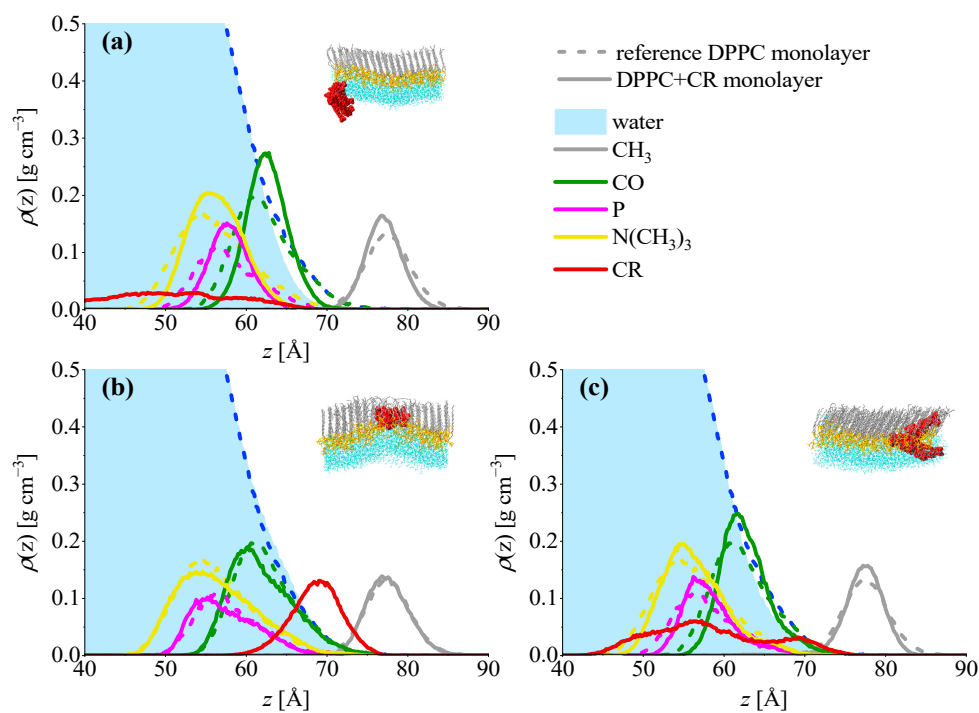 (a)
ρ(z) [g cm⁻³]
0.5
0.4
0.3
0.2
0.1
0.0
40 50 60 70 80 90
z [Å]
reference DPPC monolayer
DPPC+CR monolayer
water
CH₃
CO
P
N(CH₃)₃
CR
(b)
ρ(z) [g cm⁻³]
0.5
0.4
0.3
0.2
0.1
0.0
40 50 60 70 80 90
z [Å]
(c)
ρ(z) [g cm⁻³]
0.5
0.4
0.3
0.2
0.1
0.0
40 50 60 70 80 90
z [Å]